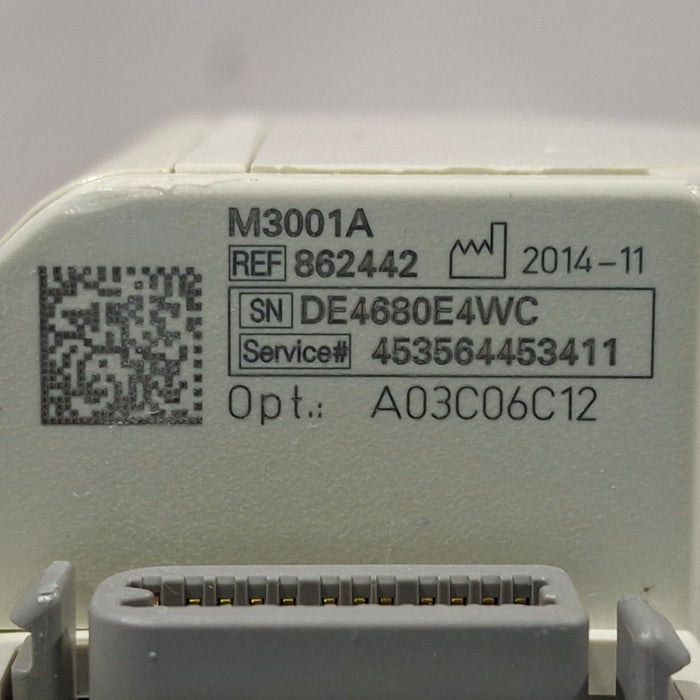 M3001A
REF 862442 2014-11
SN DE4680E4WC
Service# 453564453411
Opt.: A03C06C12